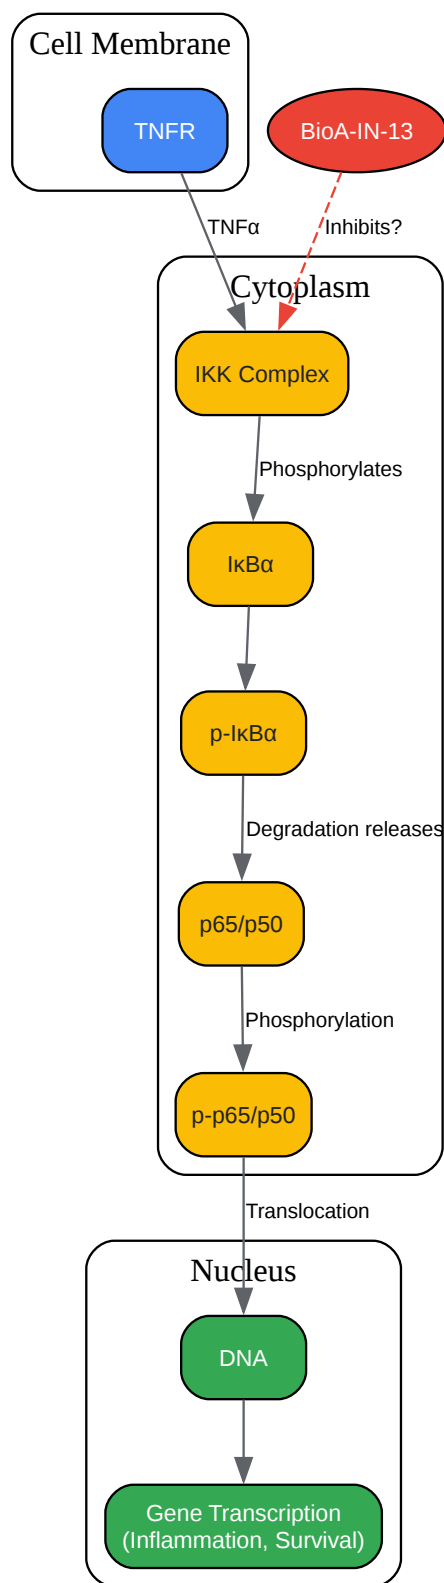 Cell Membrane
TNFR
BioA-IN-13
TNFα
Inhibits?
Cytoplasm
IKK Complex
Phosphorylates
IκBα
p-IκBα
Degradation releases
p65/p50
Phosphorylation
p-p65/p50
Translocation
Nucleus
DNA
Gene Transcription
(Inflammation, Survival)